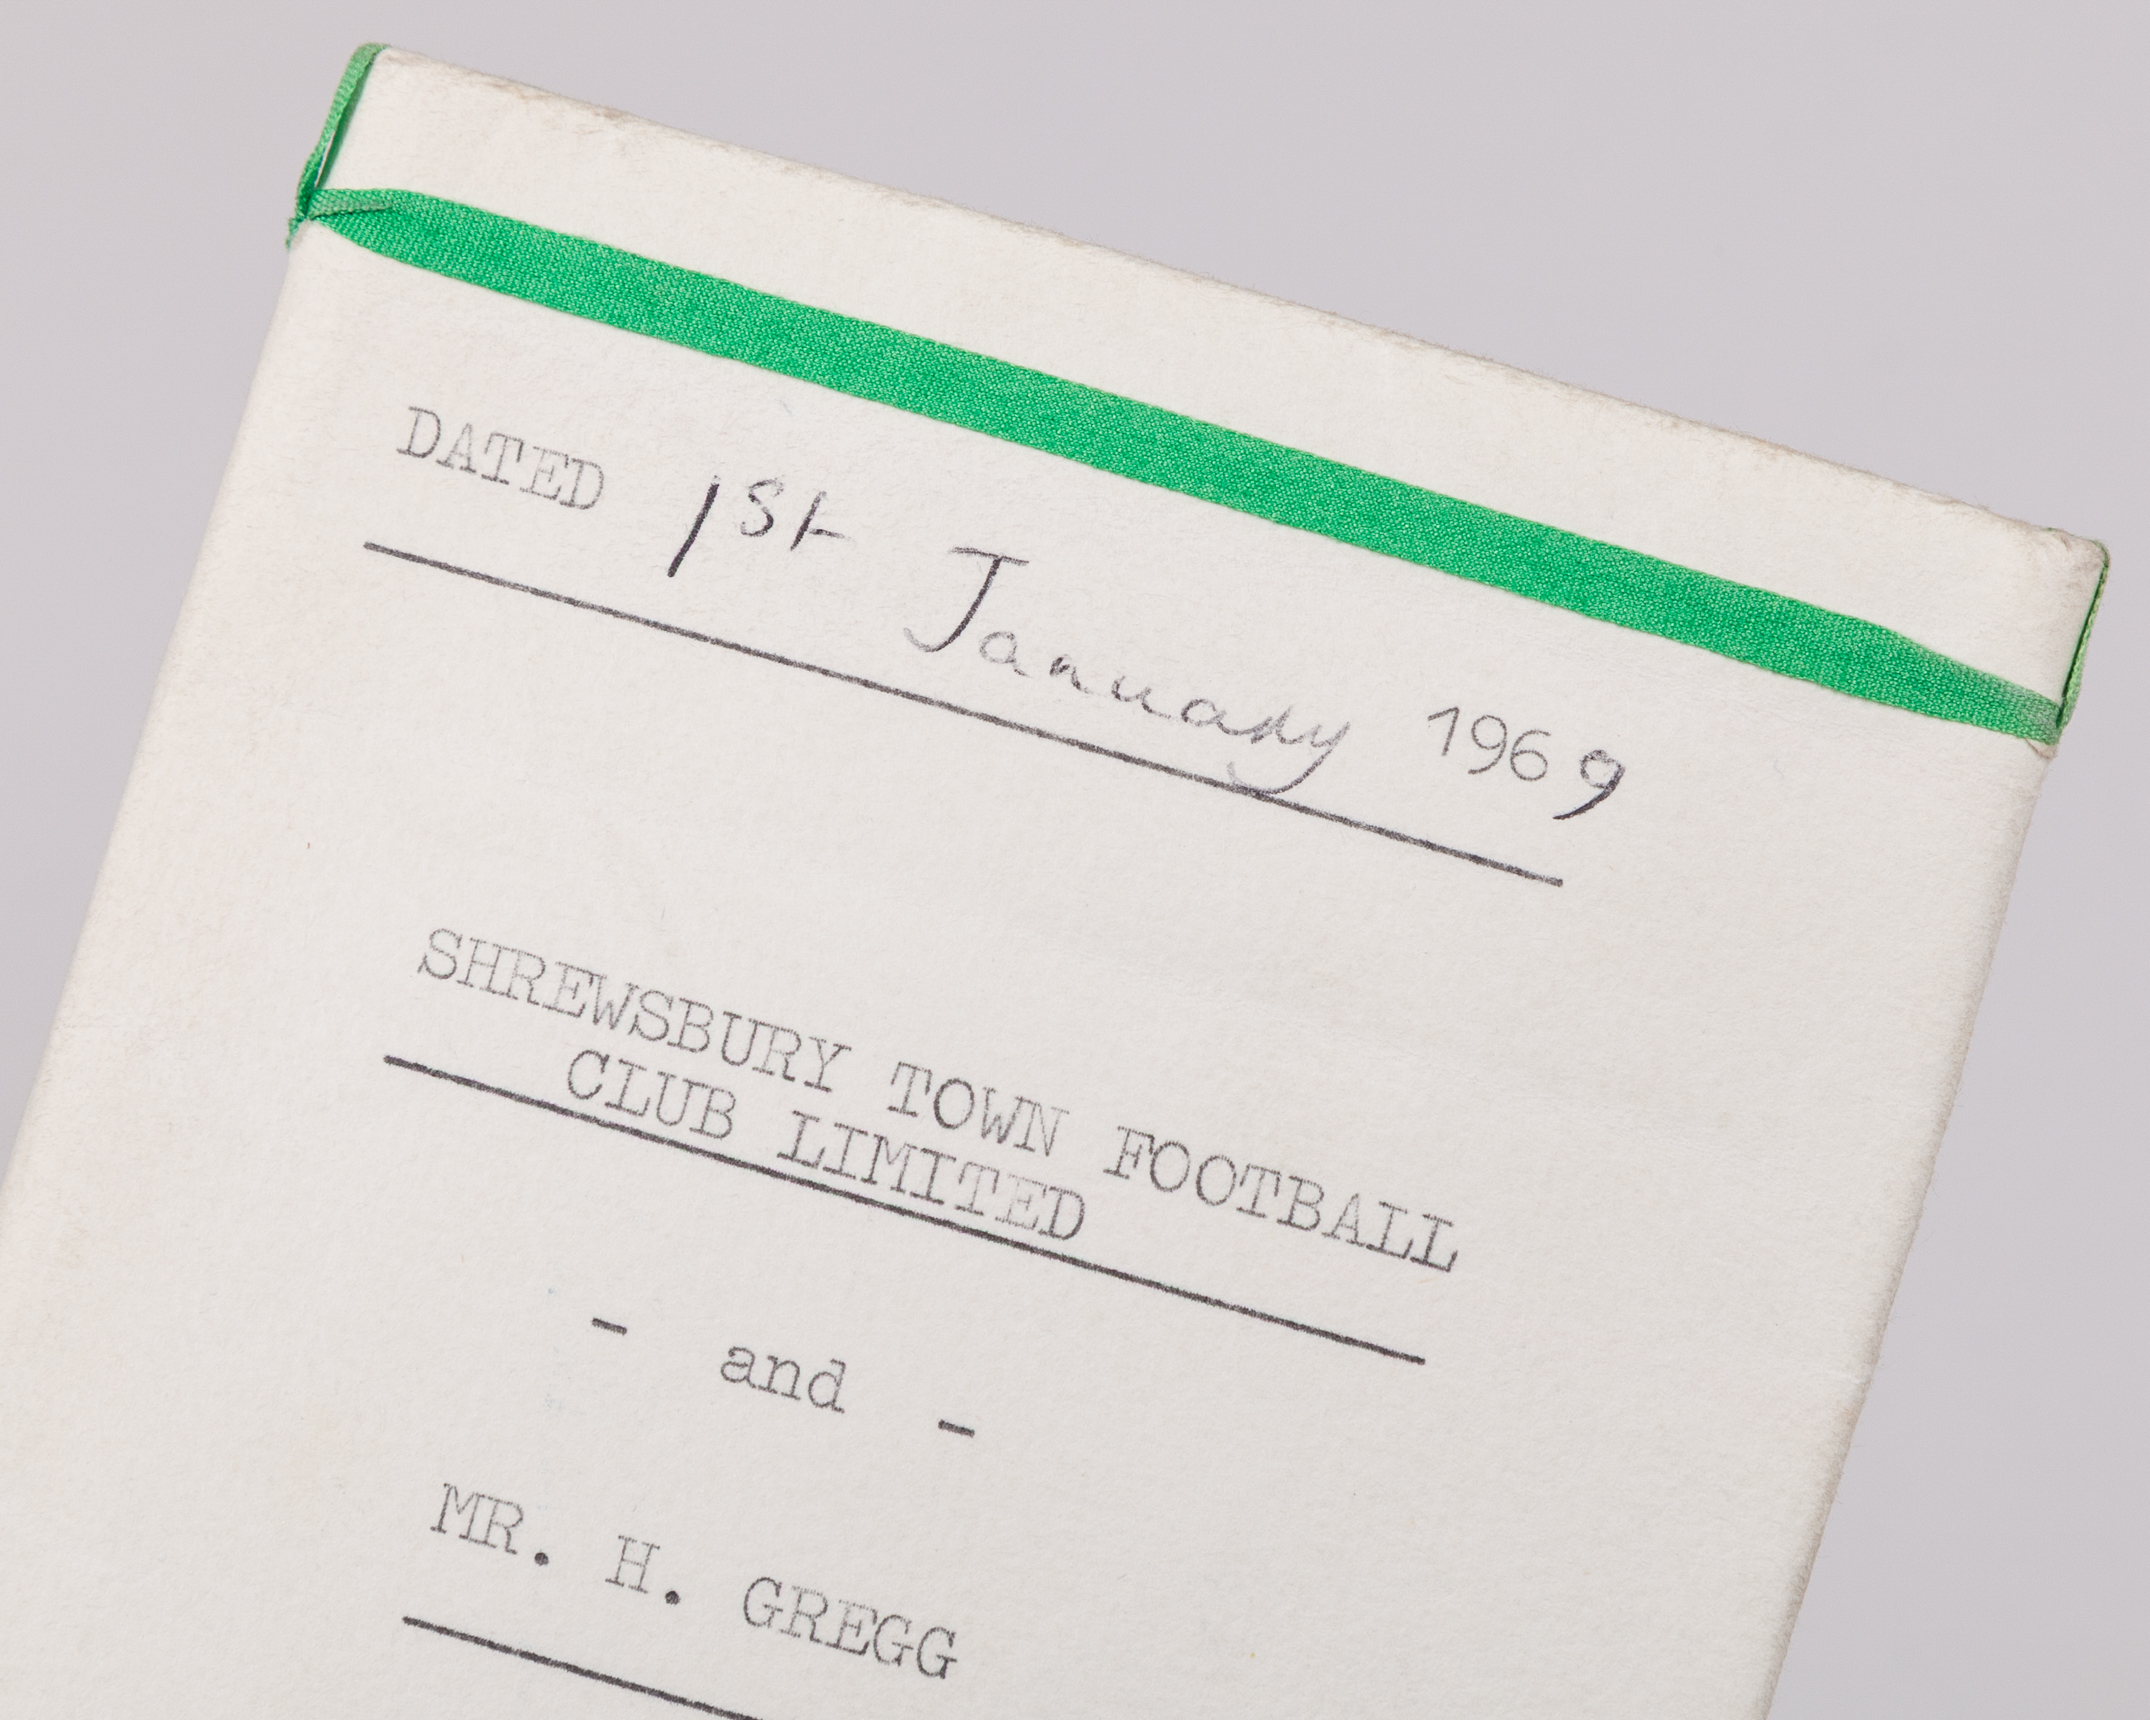 DATED 1st January 1969
SHREWSBURY TOWN FOOTBALL
CLUB LIMITED
- and -
MR. H. GREGG